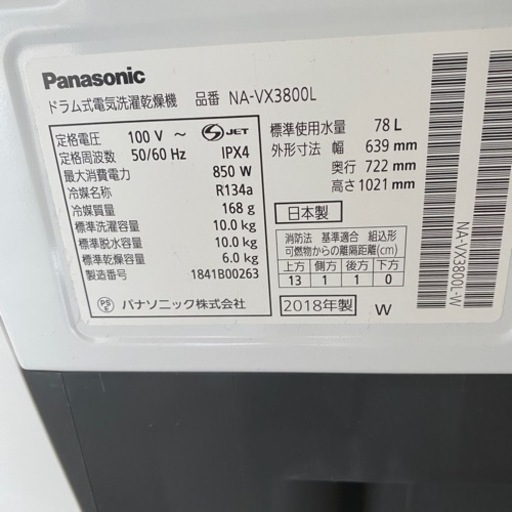 Panasonic
ドラム式電気洗濯乾燥機 品番 NA-VX3800L
定格電圧 100 V ～ S JET
定格周波数 50/60 Hz IPX4
最大消費電力 850 W
冷媒名称 R134a
冷媒質量 168 g
標準洗濯容量 10.0 kg
標準脱水容量 10.0 kg
標準乾燥容量 6.0 kg
製造番号 1841B00263
PS E パナソニック株式会社
標準使用水量 78 L
外形寸法 幅 639 mm
奥行 722 mm
高さ 1021 mm
日本製
消防法 基準適合 組込形
可燃物からの離隔距離(cm)
上方 側方 後方 下方
13 1 1 0
2018年製 W
NA-VX3800L-W